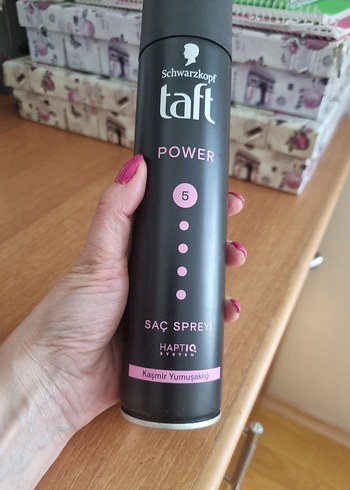 Schwarzkopf
taft
POWER
5
SAÇ SPREYİ
HAPTIQ
SYSTEM
Kaşmir Yumuşaklığı